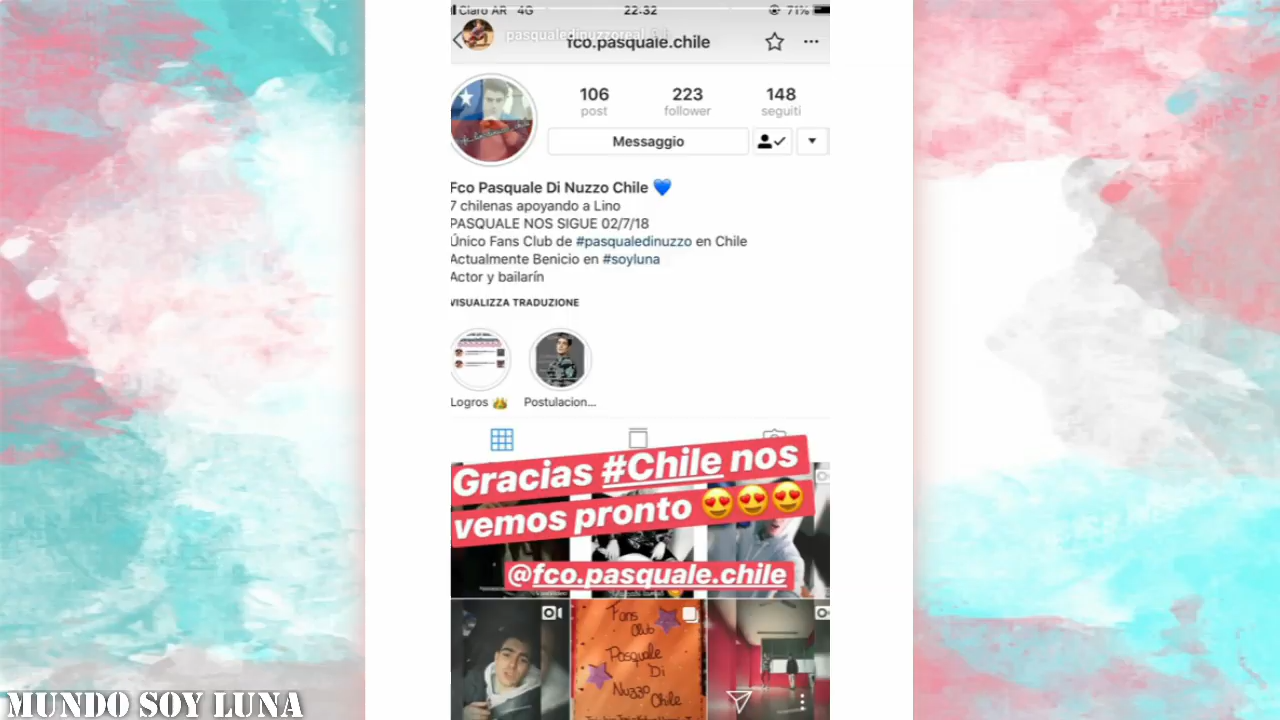 Claro AR 4G 22:32 71%
pasqualedinuzzoreal
fco.pasquale.chile
106 223 148
post follower seguiti
Messaggio
Fco Pasquale Di Nuzzo Chile 💙
7 chilenas apoyando a Lino
PASQUALE NOS SIGUE 02/7/18
Único Fans Club de #pasqualedinuzzo en Chile
Actualmente Benicio en #soyluna
Actor y bailarín
VISUALIZZA TRADUZIONE
Logros 👑 Postulacion...
Gracias #Chile nos
vemos pronto 😍😍😍
@fco.pasquale.chile
Fans
Club
Pasquale
Di
Nuzzo
Chile
MUNDO SOY LUNA